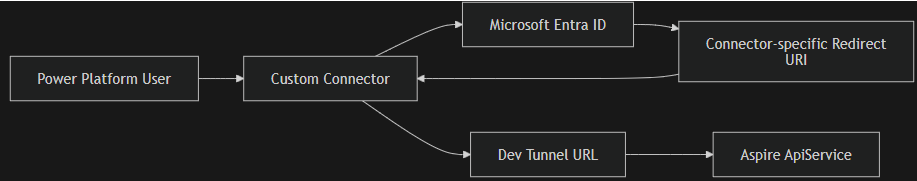 Microsoft Entra ID
Connector-specific Redirect
URI
Power Platform User
Custom Connector
Dev Tunnel URL
Aspire ApiService